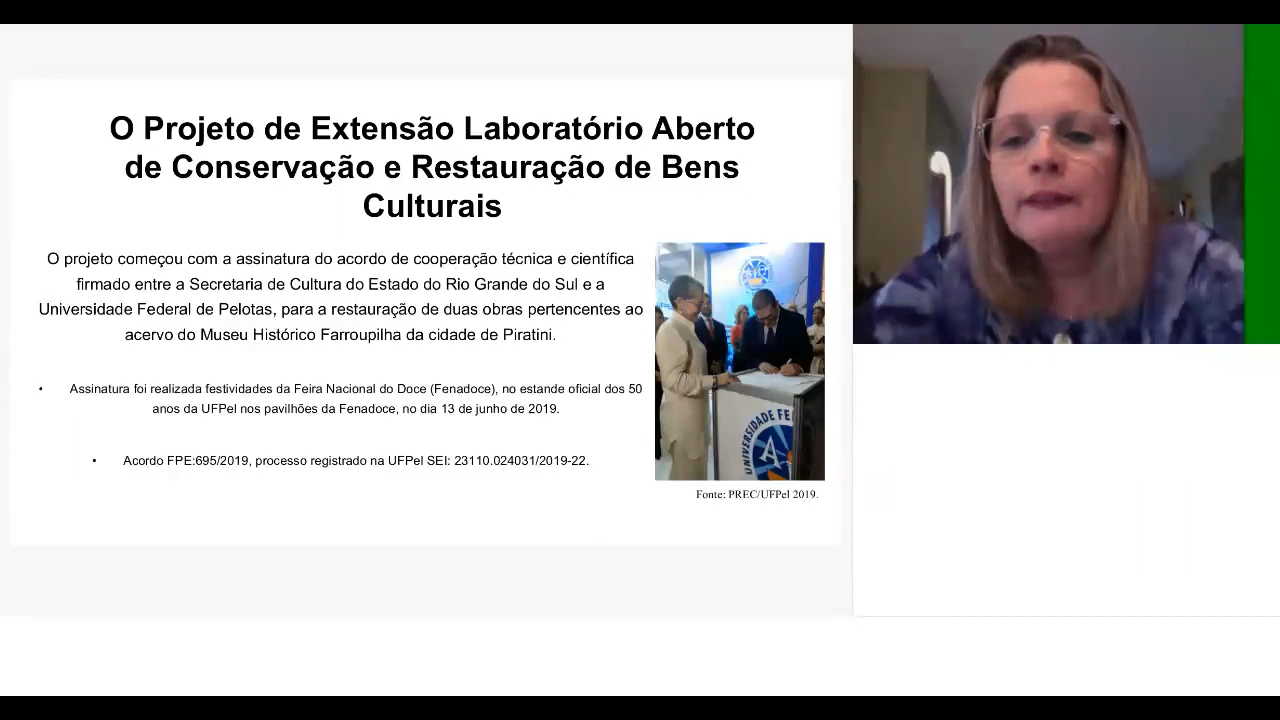 O Projeto de Extensão Laboratório Aberto
de Conservação e Restauração de Bens
Culturais
O projeto começou com a assinatura do acordo de cooperação técnica e científica
firmado entre a Secretaria de Cultura do Estado do Rio Grande do Sul e a
Universidade Federal de Pelotas, para a restauração de duas obras pertencentes ao
acervo do Museu Histórico Farroupilha da cidade de Piratini.
• Assinatura foi realizada festividades da Feira Nacional do Doce (Fenadoce), no estande oficial dos 50
anos da UFPel nos pavilhões da Fenadoce, no dia 13 de junho de 2019.
• Acordo FPE:695/2019, processo registrado na UFPel SEI: 23110.024031/2019-22.
UNIVERSIDADE FE
Fonte: PREC/UFPel 2019.